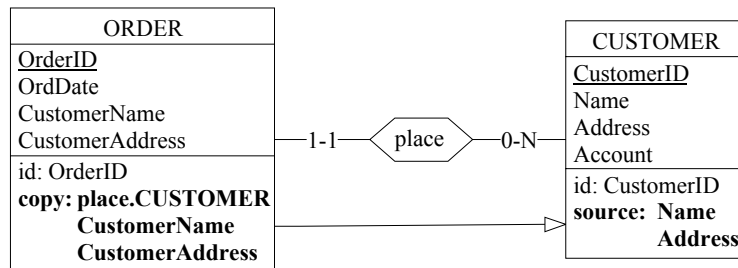 ORDER
OrderID
OrdDate
CustomerName
CustomerAddress
id: OrderID
copy: place.CUSTOMER
CustomerName
CustomerAddress
1-1
place
0-N
CUSTOMER
CustomerID
Name
Address
Account
id: CustomerID
source: Name
Address